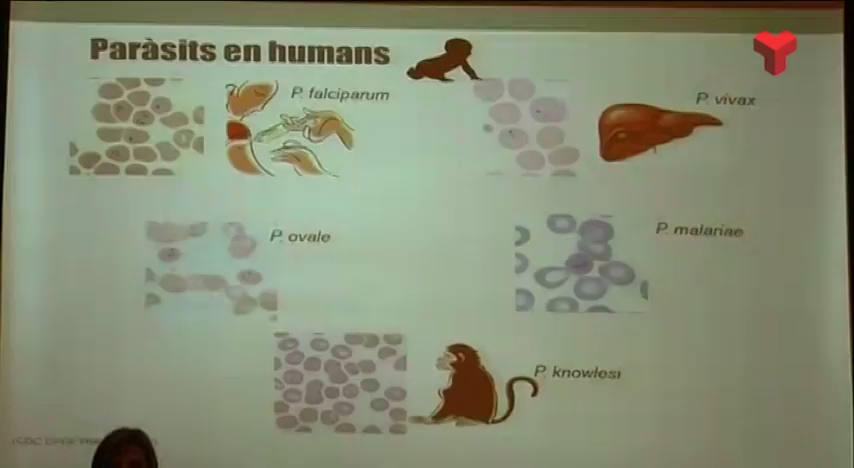 Paràsits en humans
P. falciparum
P. vivax
P. ovale
P. malariae
P. knowlesi